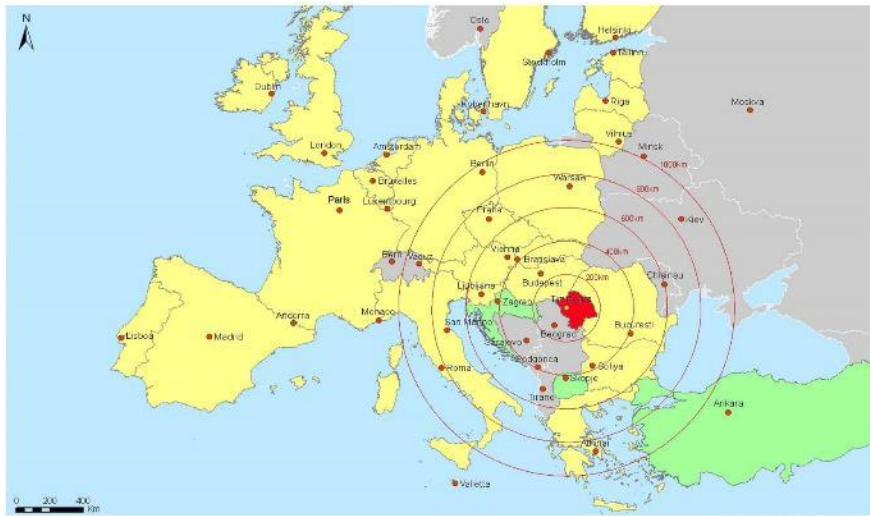 N
Oslo
Helsinki
Tallinn
Stockholm
Dublin
Kobenhavn
Riga
Moskva
Vilnius
London
Amsterdam
Minsk
1000km
Berlin
Bruxelles
Warsaw
800km
Paris
Luxembourg
Praha
600km
Kiev
Vienna
Bratislava
400km
Bern
Vaduz
Budapest
200km
Chisinau
Ljubljana
Zagreb
Andorra
Monaco
San Marino
Beograd
Bucuresti
Lisboa
Madrid
Sarajevo
Podgorica
Sofiya
Roma
Skopje
Tirane
Ankara
Athinai
Valletta
0 200 400
Km